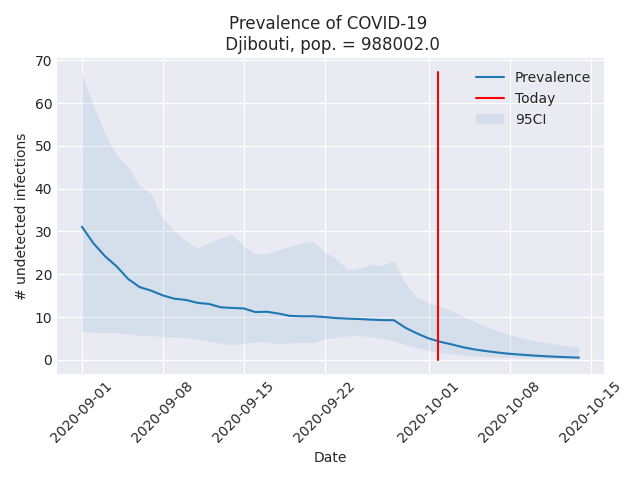 Prevalence of COVID-19
Djibouti, pop. = 988002.0
70
60
50
40
30
20
10
0
# undetected infections
Prevalence
Today
95CI
2020-09-01
2020-09-08
2020-09-15
2020-09-22
2020-10-01
2020-10-08
2020-10-15
Date